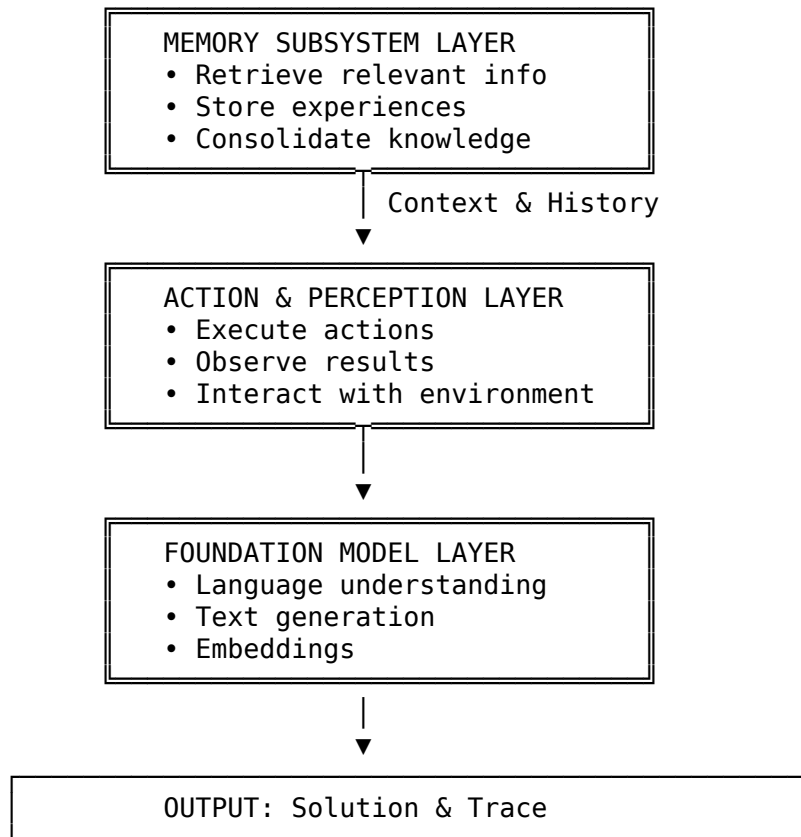 MEMORY SUBSYSTEM LAYER
• Retrieve relevant info
• Store experiences
• Consolidate knowledge
Context & History
ACTION & PERCEPTION LAYER
• Execute actions
• Observe results
• Interact with environment
FOUNDATION MODEL LAYER
• Language understanding
• Text generation
• Embeddings
OUTPUT: Solution & Trace